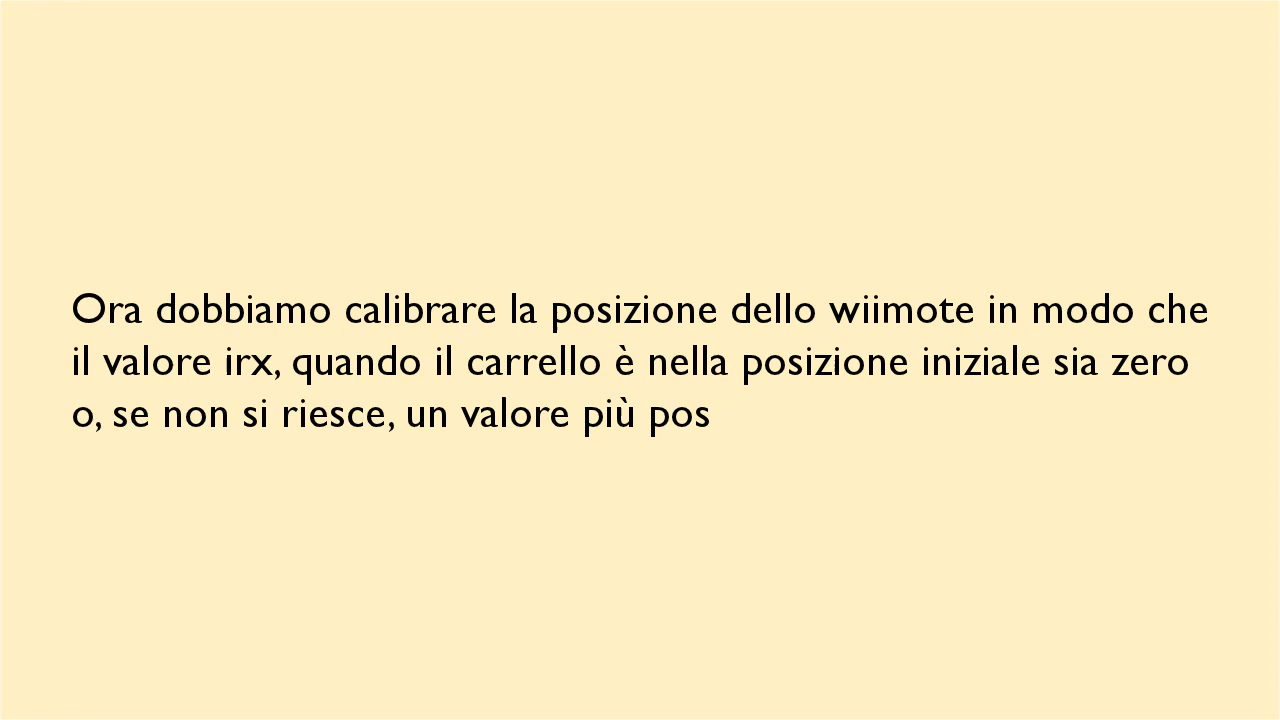 Ora dobbiamo calibrare la posizione dello wiimote in modo che
il valore irx, quando il carrello è nella posizione iniziale sia zero
o, se non si riesce, un valore più pos